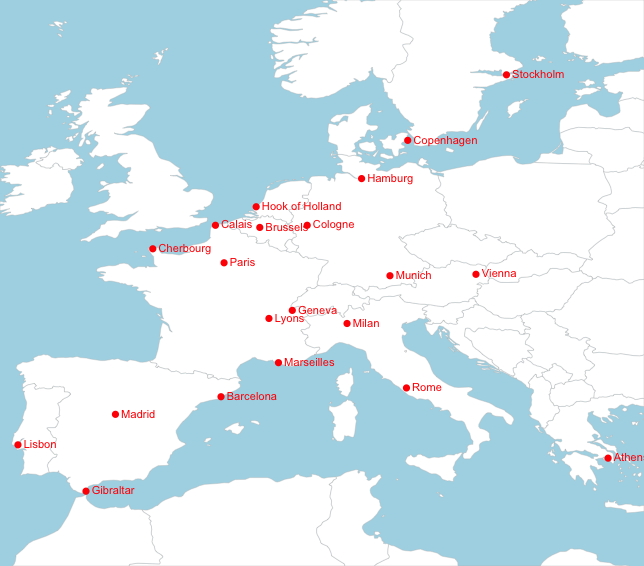 Stockholm
Copenhagen
Hamburg
Hook of Holland
Calais
Brussels
Cologne
Cherbourg
Paris
Munich
Vienna
Geneva
Lyons
Milan
Marseilles
Rome
Barcelona
Madrid
Lisbon
Athens
Gibraltar